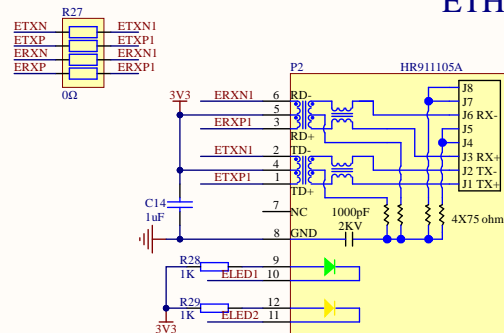 ETH
R27
ETXN ETXN1
ETXP ETXP1
ERXN ERXN1
ERXP ERXP1
0Ω
P2 HR911105A
3V3
ERXN1 6 RD-
5
ERXP1 3 RD+
ETXN1 2 TD-
4
ETXP1 1 TD+
7 NC
8 GND
J8
J7
J6 RX-
J5
J4
J3 RX+
J2 TX-
J1 TX+
C14
1uF
1000pF
2KV
4X75 ohm
R28 9
1K ELED1 10
R29 12
1K ELED2 11
3V3